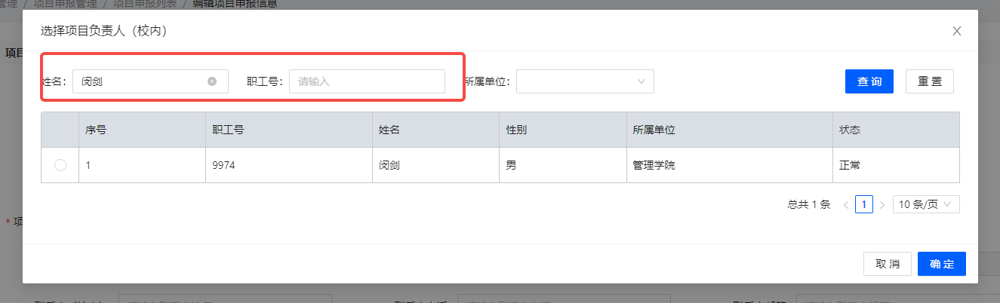 管理 / 项目申报管理 / 项目申报列表 / 编辑项目申报信息
选择项目负责人（校内）
项目
姓名: 闵剑 职工号: 请输入 所属单位: 查 询 重 置
序号 职工号 姓名 性别 所属单位 状态
1 9974 闵剑 男 管理学院 正常
总共 1 条 1 10 条/页
* 项
取 消 确 定